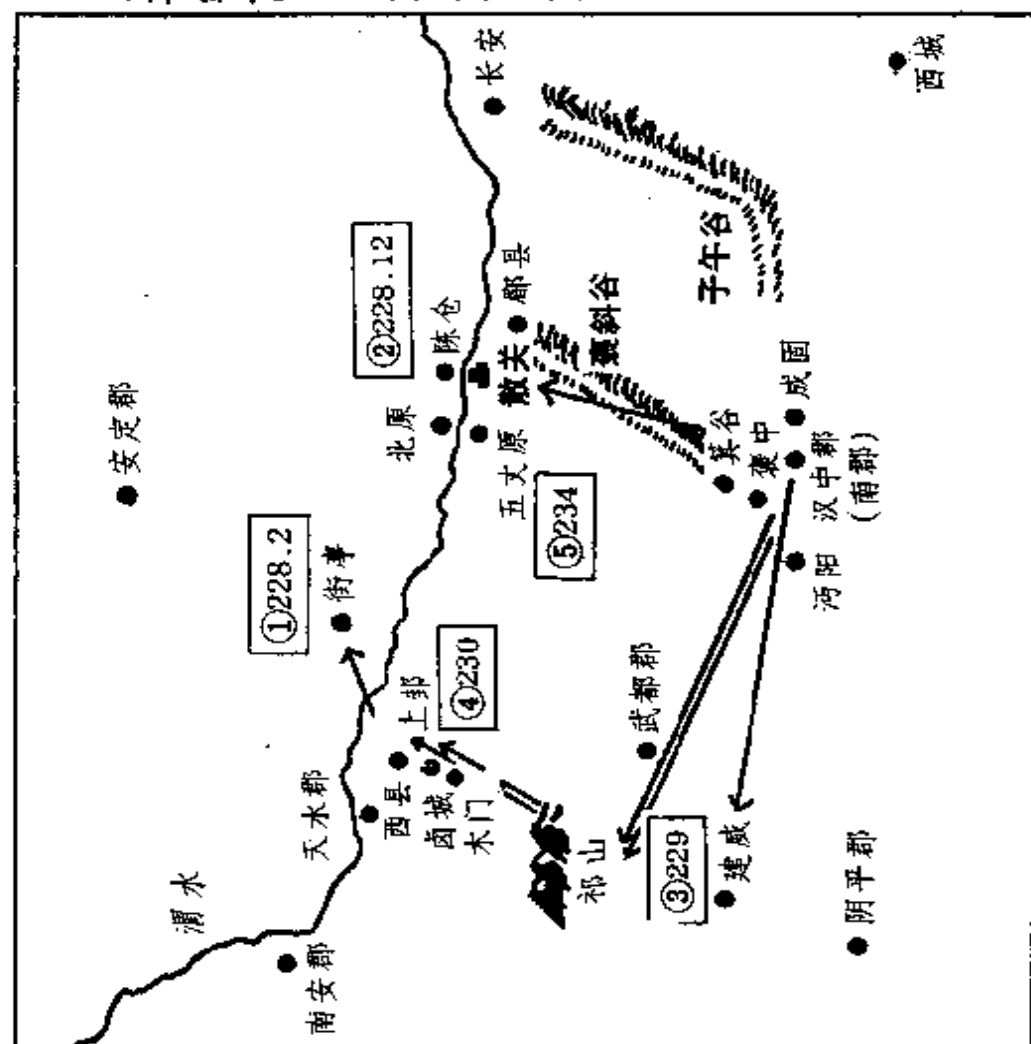 安定郡
渭水
①228.2
南安郡
天水郡
街亭
②228.12
西县
上邽
北原
陈仓
卤城
④230
木门
长安
五丈原
散关
郿县
⑤234
祁山
褒斜谷
武都郡
③229
子午谷
箕谷
建威
褒中
成固
沔阳
汉中郡
(南郡)
阴平郡
西城